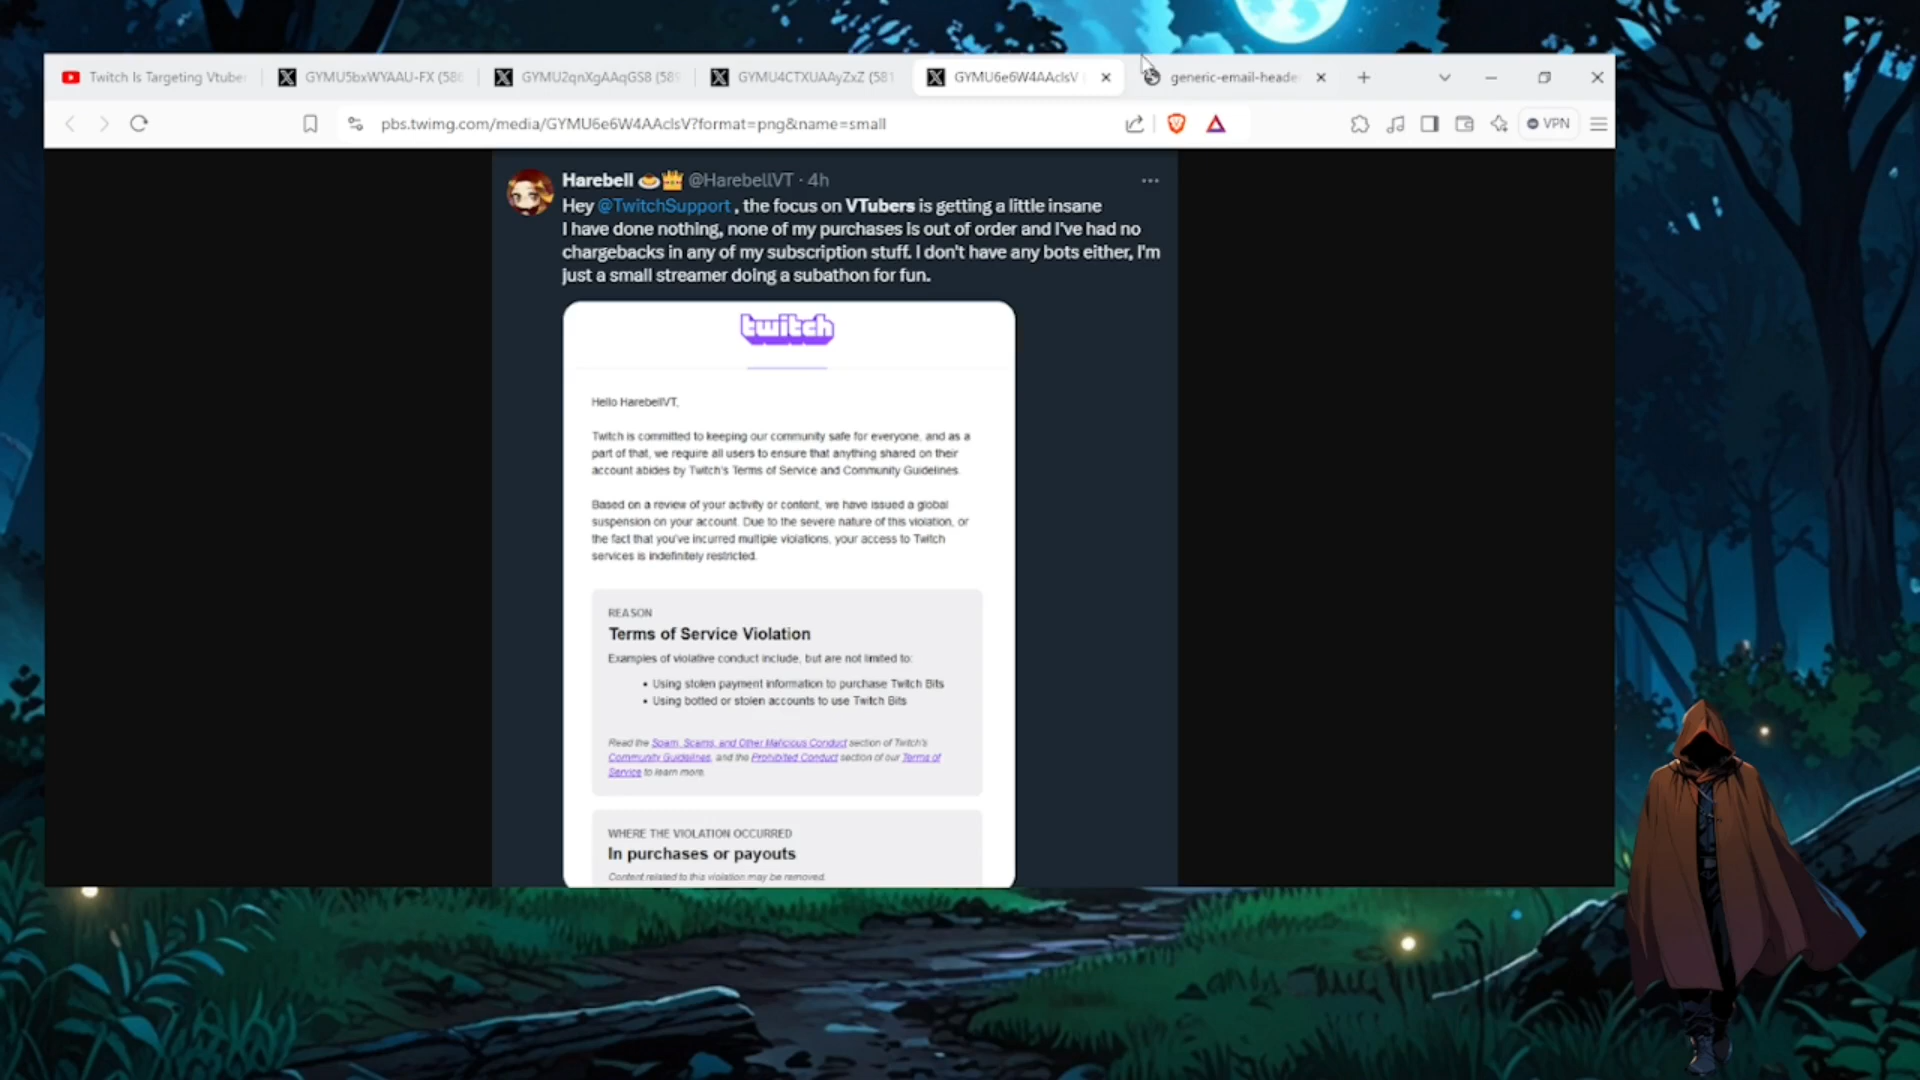 Twitch Is Targeting Vtuber
GYMU5bxWYAAU-FX (58
GYMU2qnXgAAqGS8 (58
GYMU4CTXUAAyZxZ (581
GYMU6e6W4AAclsV
generic-email-heade
pbs.twimg.com/media/GYMU6e6W4AAclsV?format=png&name=small
VPN
Harebell @HarebellVT · 4h
Hey @TwitchSupport , the focus on VTubers is getting a little insane
I have done nothing, none of my purchases is out of order and I've had no
chargebacks in any of my subscription stuff. I don't have any bots either, I'm
just a small streamer doing a subathon for fun.
twitch
Hello HarebellVT,
Twitch is committed to keeping our community safe for everyone, and as a
part of that, we require all users to ensure that anything shared on their
account abides by Twitch's Terms of Service and Community Guidelines.
Based on a review of your activity or content, we have issued a global
suspension on your account. Due to the severe nature of this violation, or
the fact that you've incurred multiple violations, your access to Twitch
services is indefinitely restricted.
REASON
Terms of Service Violation
Examples of violative conduct include, but are not limited to:
• Using stolen payment information to purchase Twitch Bits
• Using botted or stolen accounts to use Twitch Bits
Read the Spam, Scams, and Other Malicious Conduct section of Twitch's
Community Guidelines, and the Prohibited Conduct section of our Terms of
Service to learn more.
WHERE THE VIOLATION OCCURRED
In purchases or payouts
Content related to this violation may be removed.